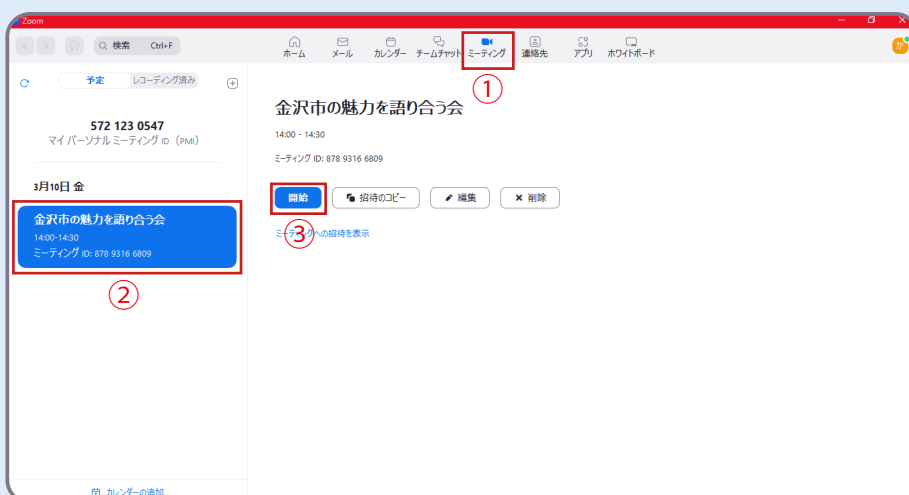 Zoom
検索 Ctrl+F
ホーム メール カレンダー チームチャット ミーティング 連絡先 アプリ ホワイトボード
か
予定 レコーディング済み
①
572 123 0547
マイ パーソナル ミーティング ID (PMI)
3月10日 金
金沢市の魅力を語り合う会
14:00-14:30
ミーティング ID: 878 9316 6809
②
金沢市の魅力を語り合う会
14:00 - 14:30
ミーティング ID: 878 9316 6809
開始 招待のコピー 編集 削除
③
ミーティングへの招待を表示
カレンダーの追加